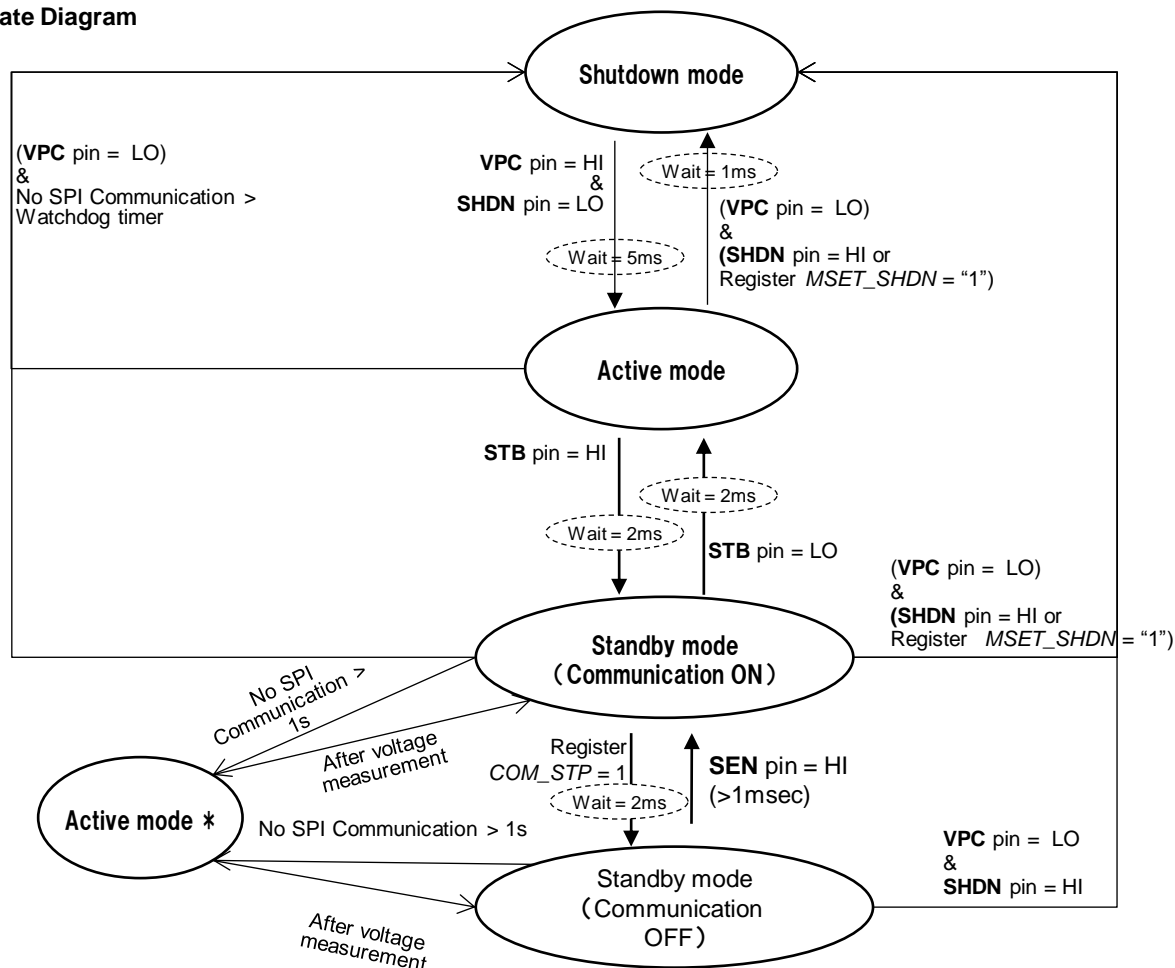 ate Diagram
Shutdown mode
(VPC pin = LO)
&
No SPI Communication >
Watchdog timer
VPC pin = HI
&
SHDN pin = LO
Wait = 5ms
Wait = 1ms
(VPC pin = LO)
&
(SHDN pin = HI or
Register MSET_SHDN = “1”)
Active mode
STB pin = HI
Wait = 2ms
Wait = 2ms
STB pin = LO
(VPC pin = LO)
&
(SHDN pin = HI or
Register MSET_SHDN = “1”)
Standby mode
(Communication ON)
No SPI
Communication >
1s
After voltage
measurement
Register
COM_STP = 1
Wait = 2ms
SEN pin = HI
(>1msec)
Active mode *
No SPI Communication > 1s
After voltage
measurement
Standby mode
(Communication
OFF)
VPC pin = LO
&
SHDN pin = HI